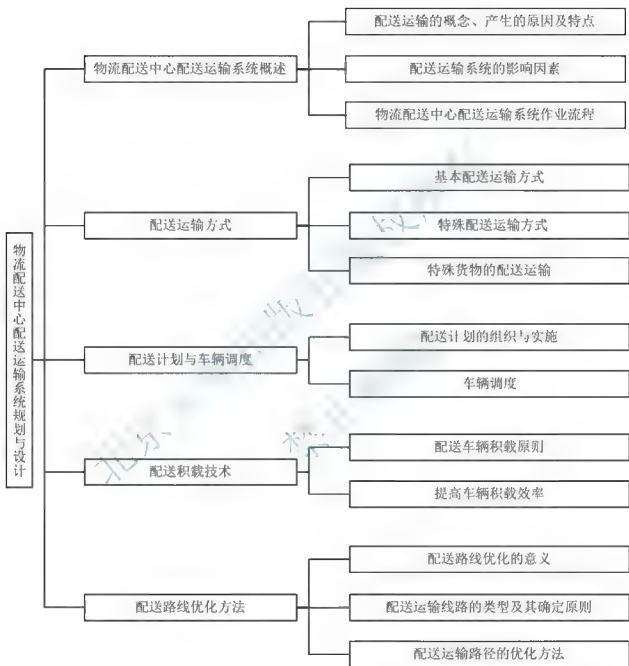 物流配送中心配送运输系统规划与设计
物流配送中心配送运输系统概述
配送运输的概念、产生的原因及特点
配送运输系统的影响因素
物流配送中心配送运输系统作业流程
配送运输方式
基本配送运输方式
特殊配送运输方式
特殊货物的配送运输
配送计划与车辆调度
配送计划的组织与实施
车辆调度
配送积载技术
配送车辆积载原则
提高车辆积载效率
配送路线优化方法
配送路线优化的意义
配送运输线路的类型及其确定原则
配送运输路径的优化方法